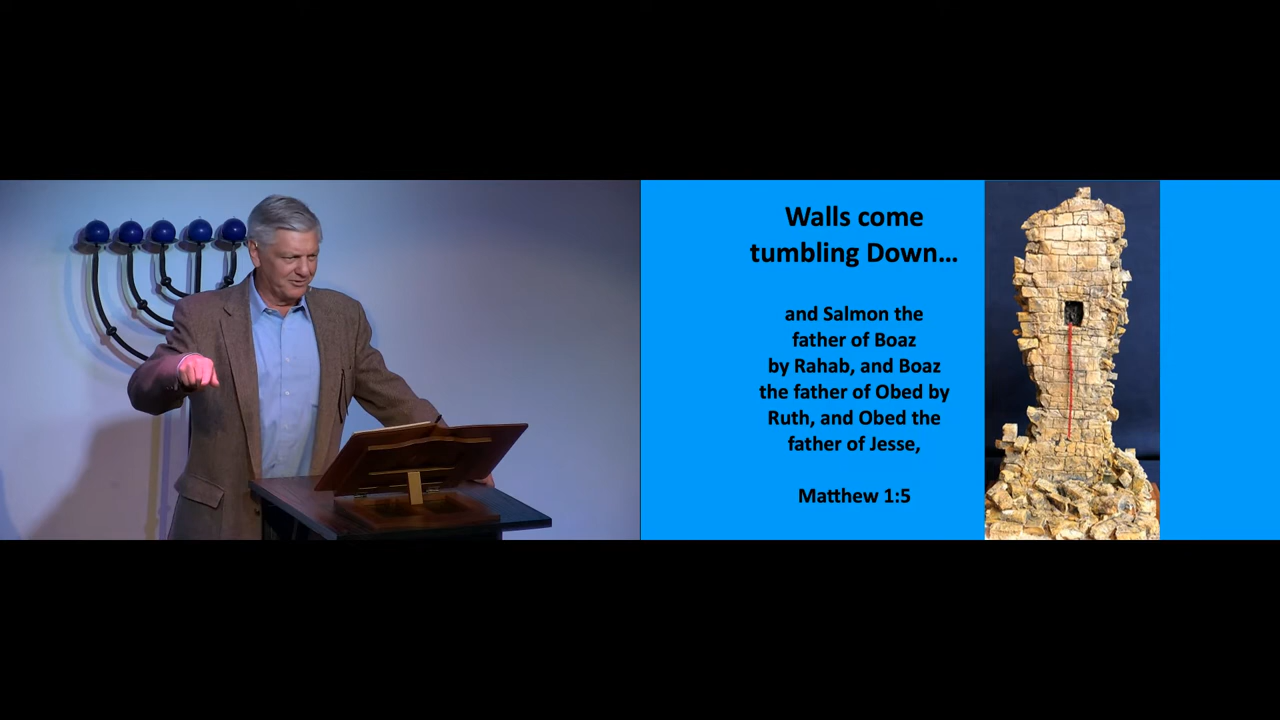 Walls come
tumbling Down...
and Salmon the
father of Boaz
by Rahab, and Boaz
the father of Obed by
Ruth, and Obed the
father of Jesse,
Matthew 1:5